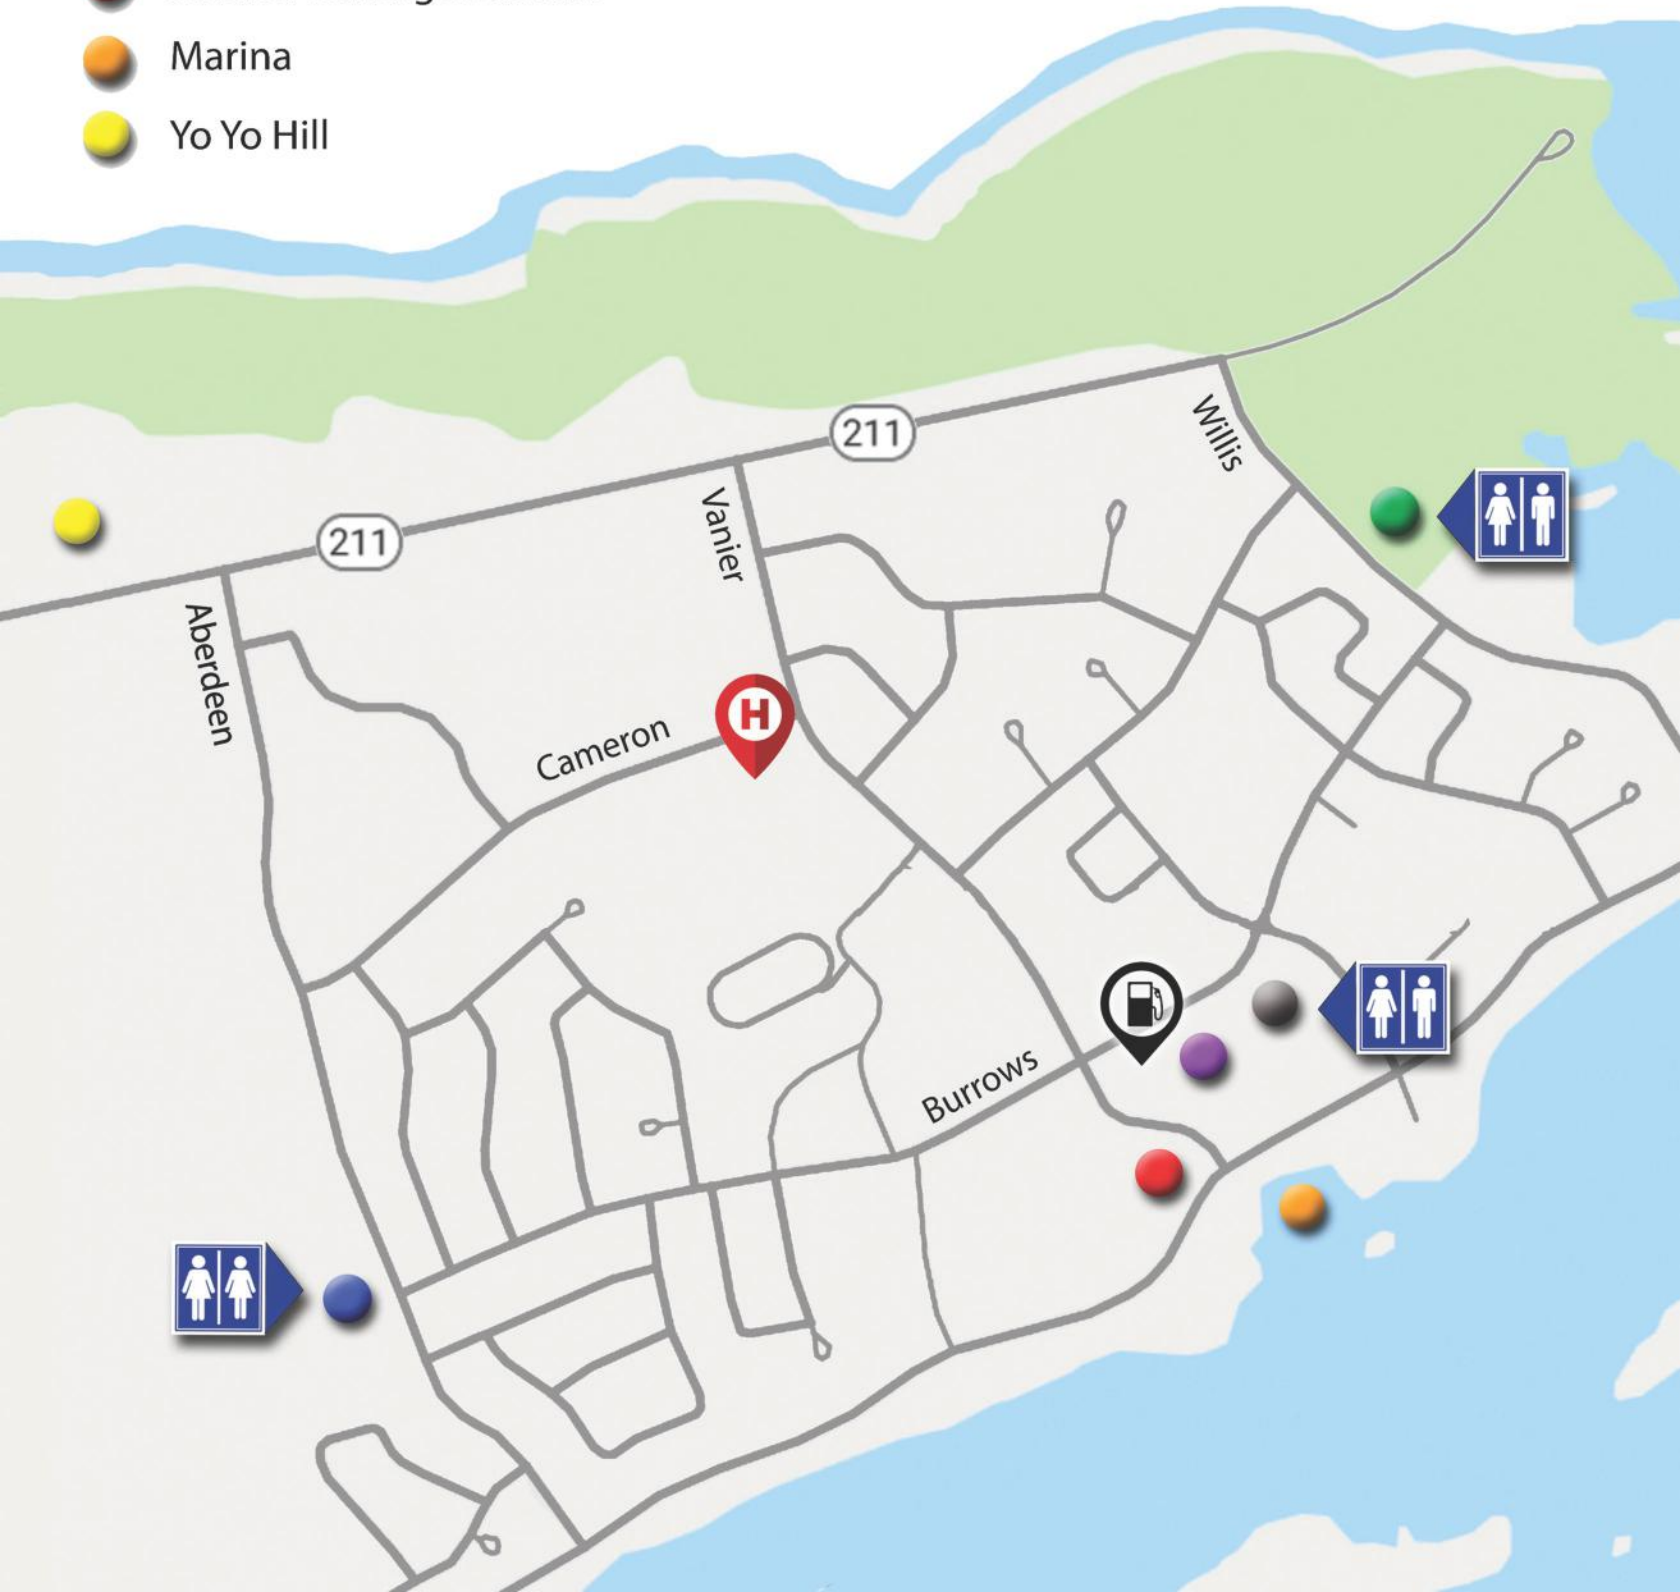 Marina
Yo Yo Hill
211
Willis
Vanier
211
Aberdeen
H
Cameron
Burrows